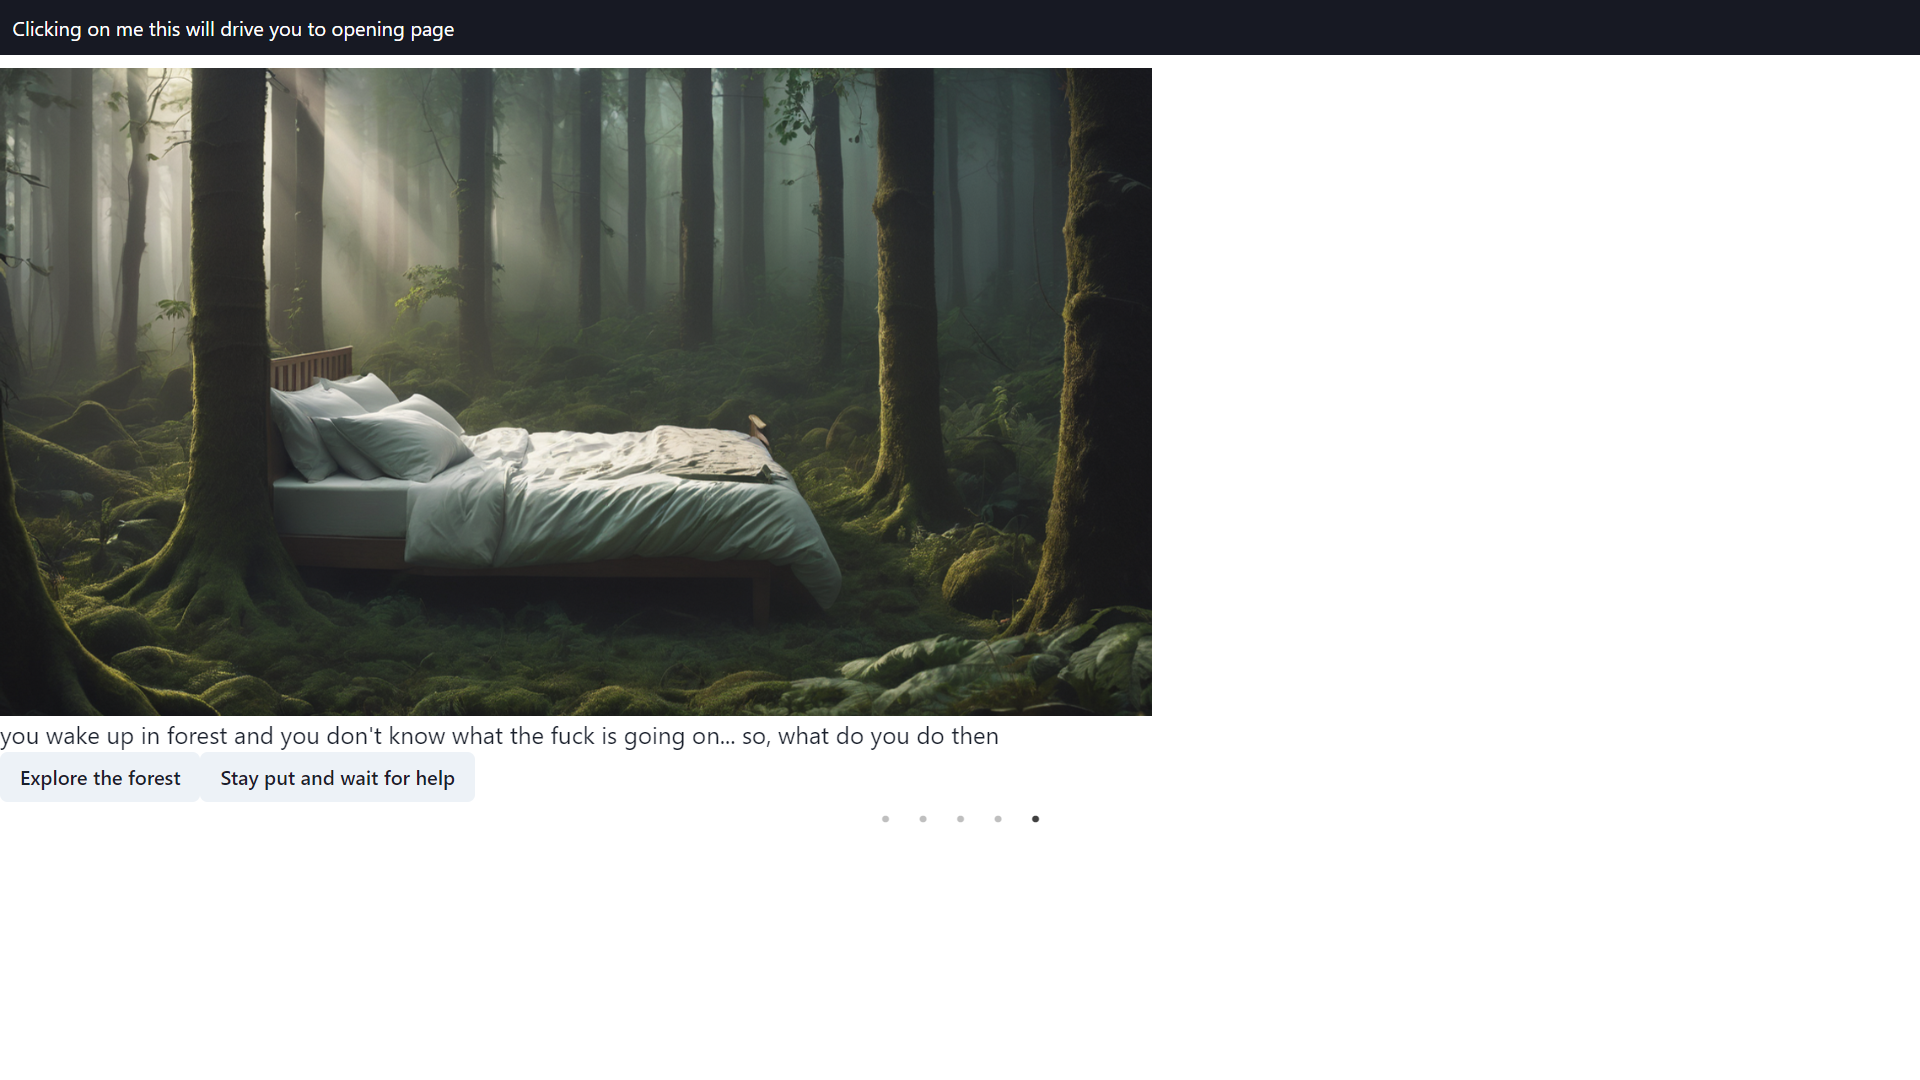 Clicking on me this will drive you to opening page
you wake up in forest and you don't know what the fuck is going on... so, what do you do then
Explore the forest
Stay put and wait for help